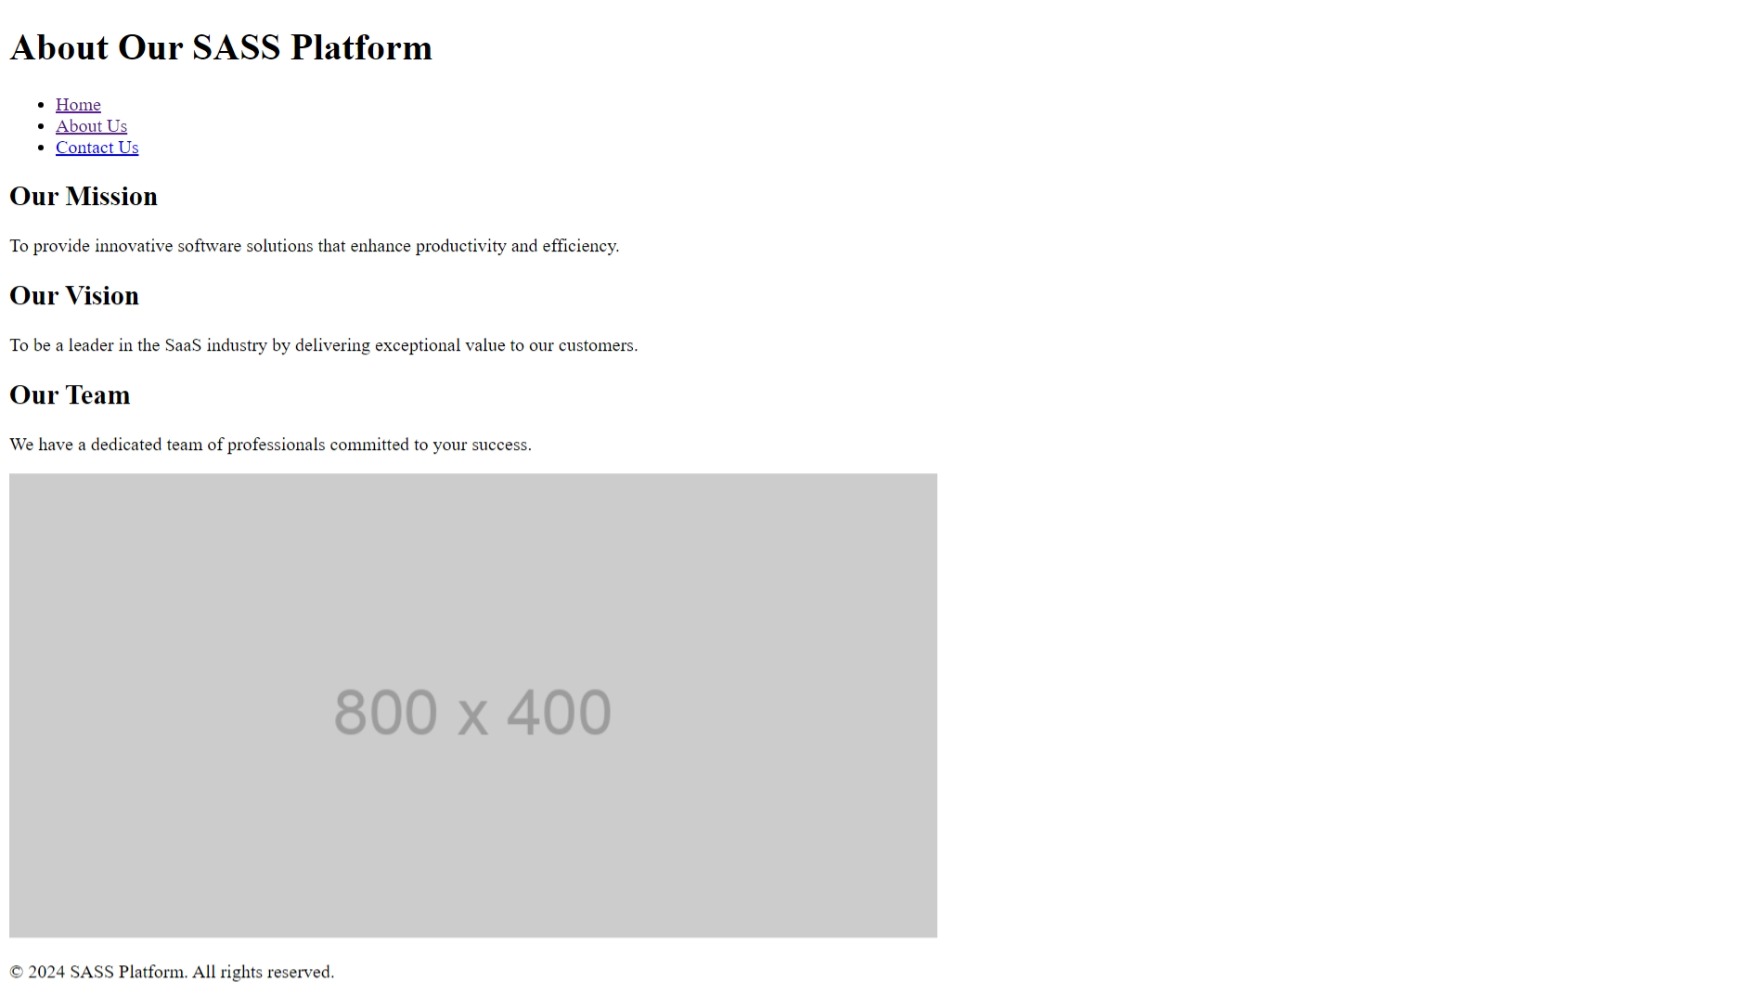 About Our SASS Platform
Home
About Us
Contact Us
Our Mission
To provide innovative software solutions that enhance productivity and efficiency.
Our Vision
To be a leader in the SaaS industry by delivering exceptional value to our customers.
Our Team
We have a dedicated team of professionals committed to your success.
800 x 400
© 2024 SASS Platform. All rights reserved.